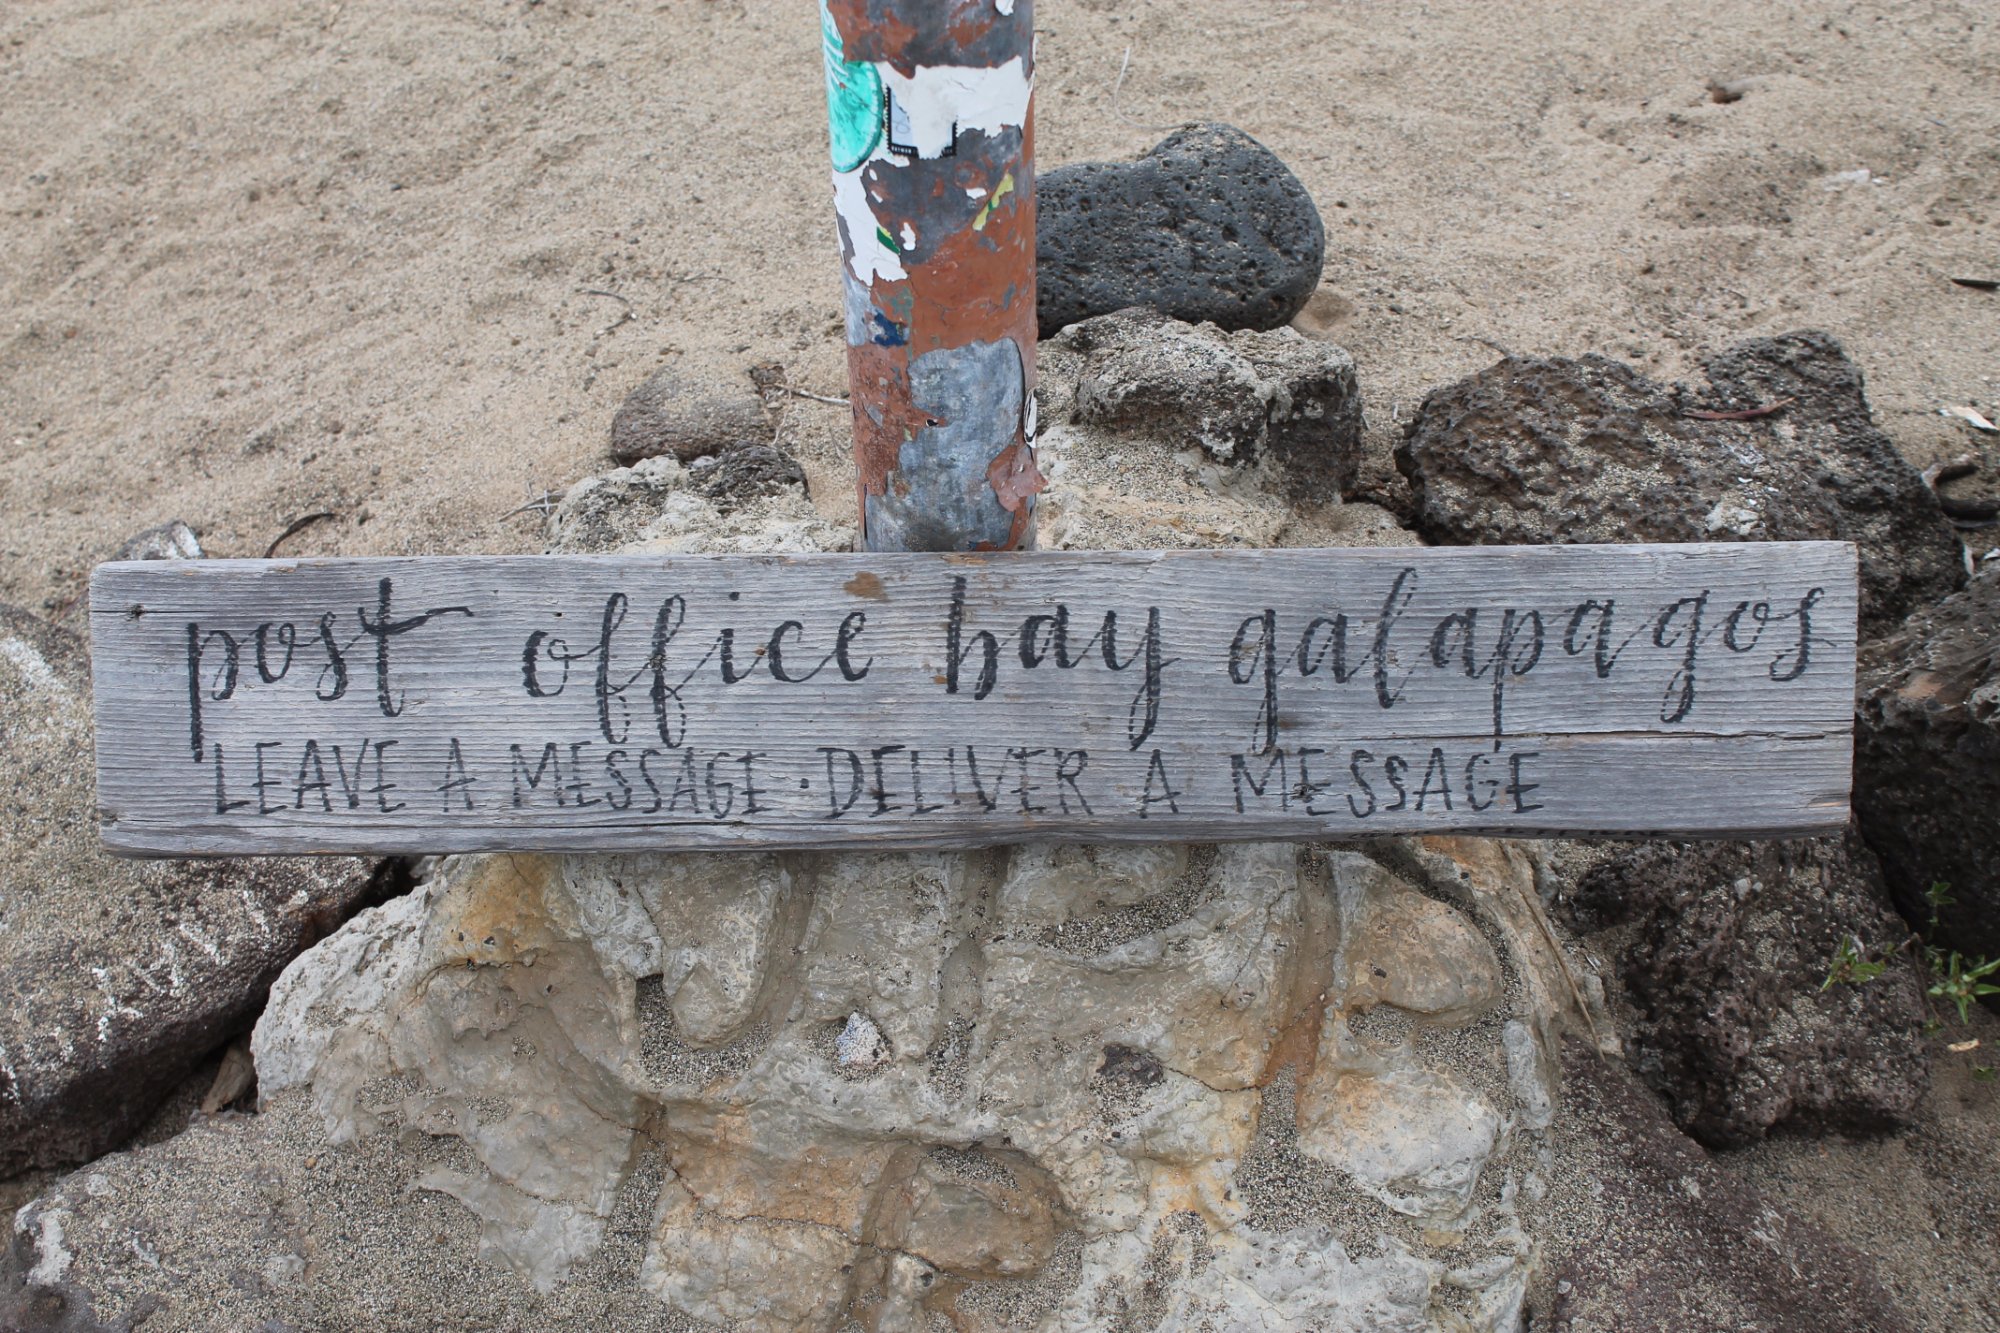 post office bay galapagos
LEAVE A MESSAGE · DELIVER A MESSAGE